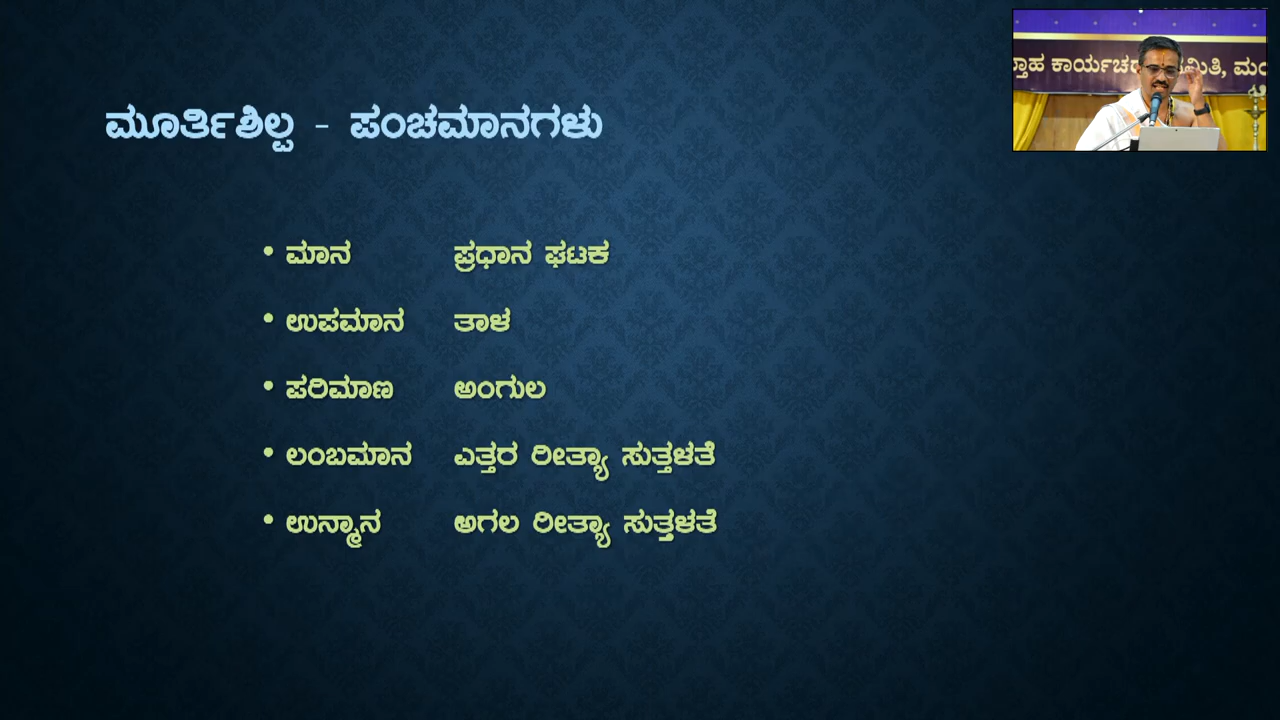 ಮೂರ್ತಿಶಿಲ್ಪ - ಪಂಚಮಾನಗಳು
• ಮಾನ ಪ್ರಧಾನ ಘಟಕ
• ಉಪಮಾನ ತಾಳ
• ಪರಿಮಾಣ ಅಂಗುಲ
• ಲಂಬಮಾನ ಎತ್ತರ ರೀತ್ಯಾ ಸುತ್ತಳತೆ
• ಉನ್ಮಾನ ಅಗಲ ರೀತ್ಯಾ ಸುತ್ತಳತೆ